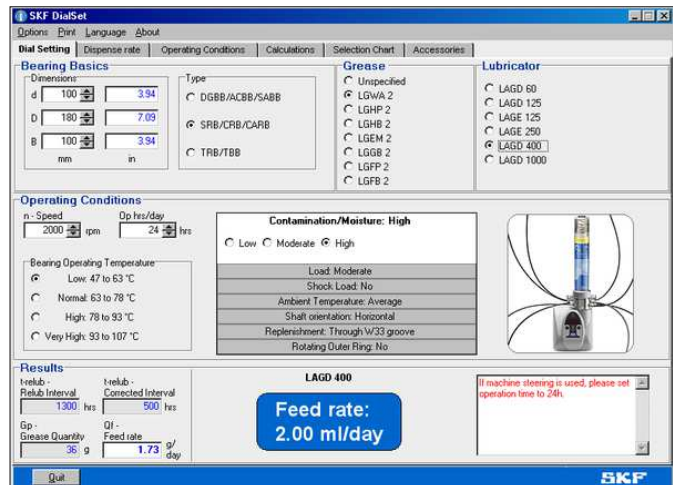 SKF DialSet
Options Print Language About
Dial Setting Dispense rate Operating Conditions Calculations Selection Chart Accessories
Bearing Basics
Dimensions
d 100 3.94
D 180 7.09
B 100 3.94
mm in
Type
DGBB/ACBB/SABB
SRB/CRB/CARB
TRB/TBB
Grease
Unspecified
LGWA 2
LGHP 2
LGHB 2
LGEM 2
LGGB 2
LGFP 2
LGFB 2
Lubricator
LAGD 60
LAGD 125
LAGE 125
LAGE 250
LAGD 400
LAGD 1000
Operating Conditions
n - Speed Op hrs/day
2000 rpm 24 hrs
Bearing Operating Temperature
Low: 47 to 63 °C
Normal: 63 to 78 °C
High: 78 to 93 °C
Very High: 93 to 107 °C
Contamination/Moisture: High
Low Moderate High
Load: Moderate
Shock Load: No
Ambient Temperature: Average
Shaft orientation: Horizontal
Replenishment: Through W33 groove
Rotating Outer Ring: No
Results
t-relub - t-relub -
Relub Interval Corrected Interval
1300 hrs 500 hrs
Gp - Qf -
Grease Quantity Feed rate
36 g 1.73 g/
day
LAGD 400
Feed rate:
2.00 ml/day
If machine steering is used, please set
operation time to 24h.
Quit SKF